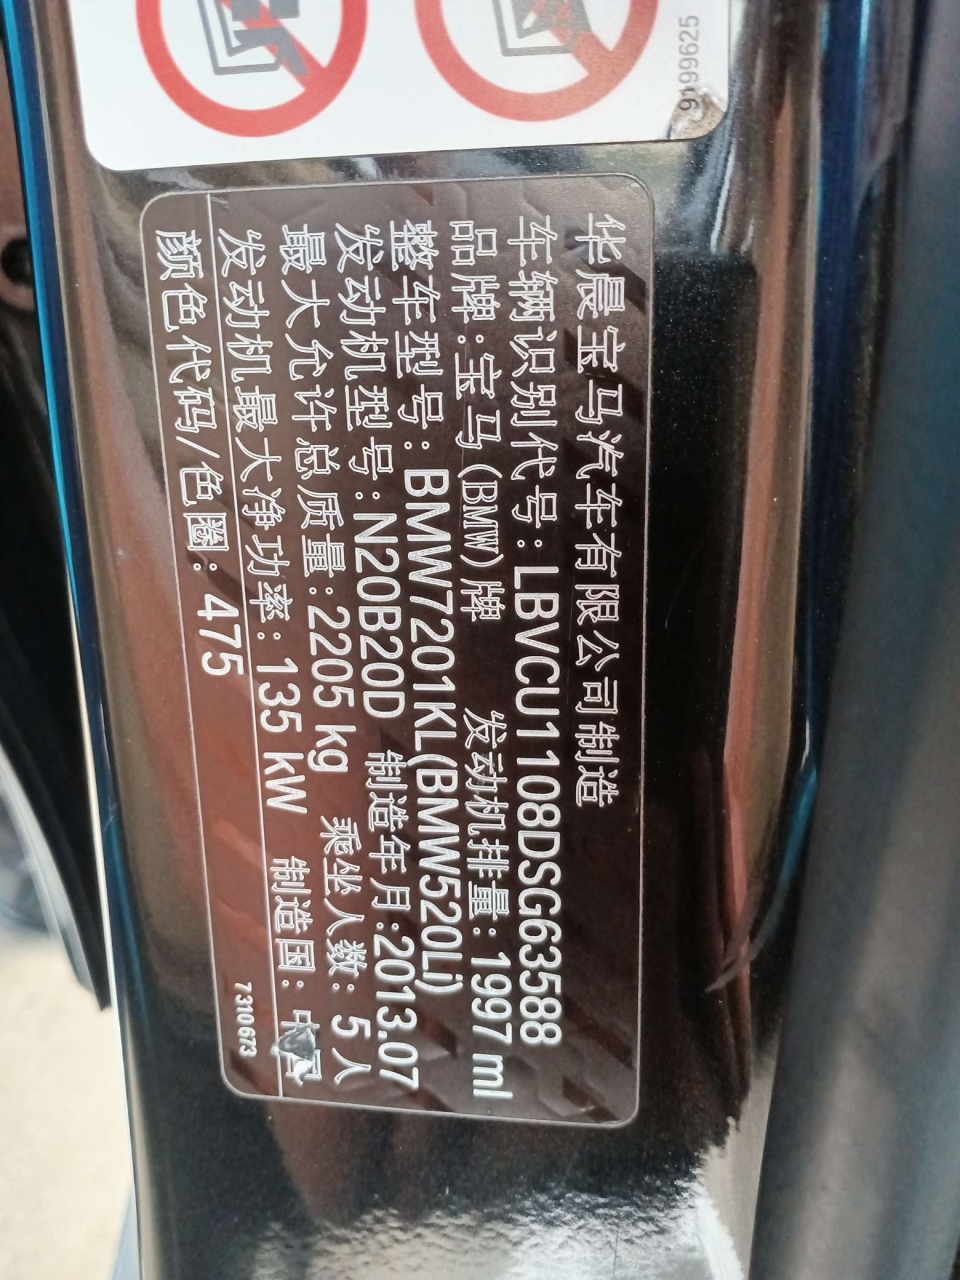 9199625
华晨宝马汽车有限公司制造
车辆识别代号:LBVCU1108DSG63588
品牌:宝马(BMW)牌 发动机排量:1997 ml
整车型号:BMW7201KL(BMW520Li)
发动机型号:N20B20D 制造年月:2013.07
最大允许总质量:2205 kg 乘坐人数:5人
发动机最大净功率:135 kW 制造国:中国
颜色代码/色圈:475
7310673